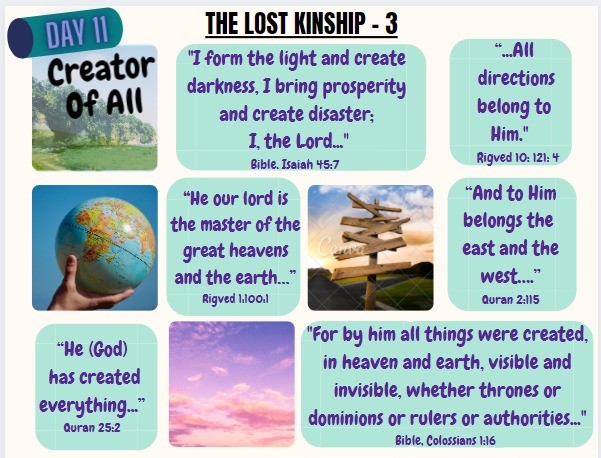 THE LOST KINSHIP - 3
DAY 11
Creator
Of All
"I form the light and create
darkness, I bring prosperity
and create disaster;
I, the Lord..."
Bible, Isaiah 45:7
“...All
directions
belong to
Him."
Rigved 10: 121: 4
“He our lord is
the master of the
great heavens
and the earth...”
Rigved 1:100:1
“And to Him
belongs the
east and the
west....”
Quran 2:115
“He (God)
has created
everything...”
Quran 25:2
"For by him all things were created,
in heaven and earth, visible and
invisible, whether thrones or
dominions or rulers or authorities..."
Bible, Colossians 1:16